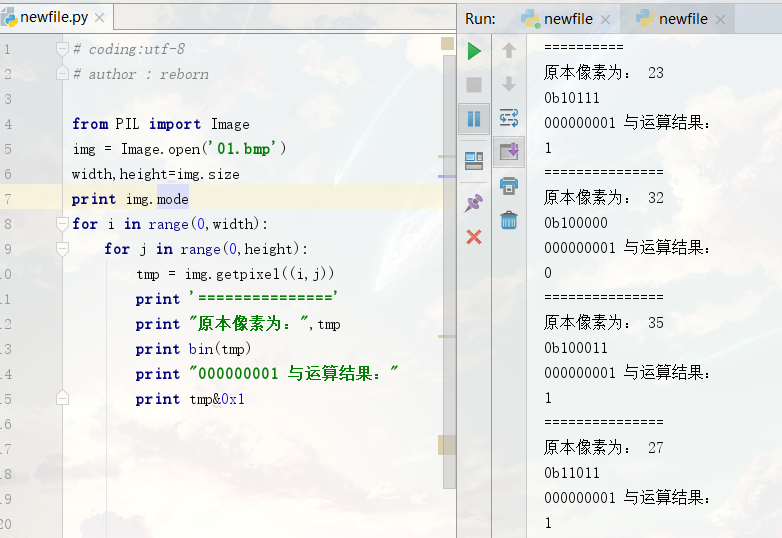 newfile.py
Run:
newfile
newfile
1
# coding:utf-8
2
# author : reborn
3
4
from PIL import Image
5
img = Image.open('01.bmp')
6
width,height=img.size
7
print img.mode
8
for i in range(0,width):
9
for j in range(0,height):
10
tmp = img.getpixel((i,j))
11
print '==============='
12
print "原本像素为：",tmp
13
print bin(tmp)
14
print "000000001 与运算结果："
15
print tmp&0x1
16
17
18
19
20
==========
原本像素为： 23
0b10111
000000001 与运算结果：
1
===============
原本像素为： 32
0b100000
000000001 与运算结果：
0
===============
原本像素为： 35
0b100011
000000001 与运算结果：
1
===============
原本像素为： 27
0b11011
000000001 与运算结果：
1